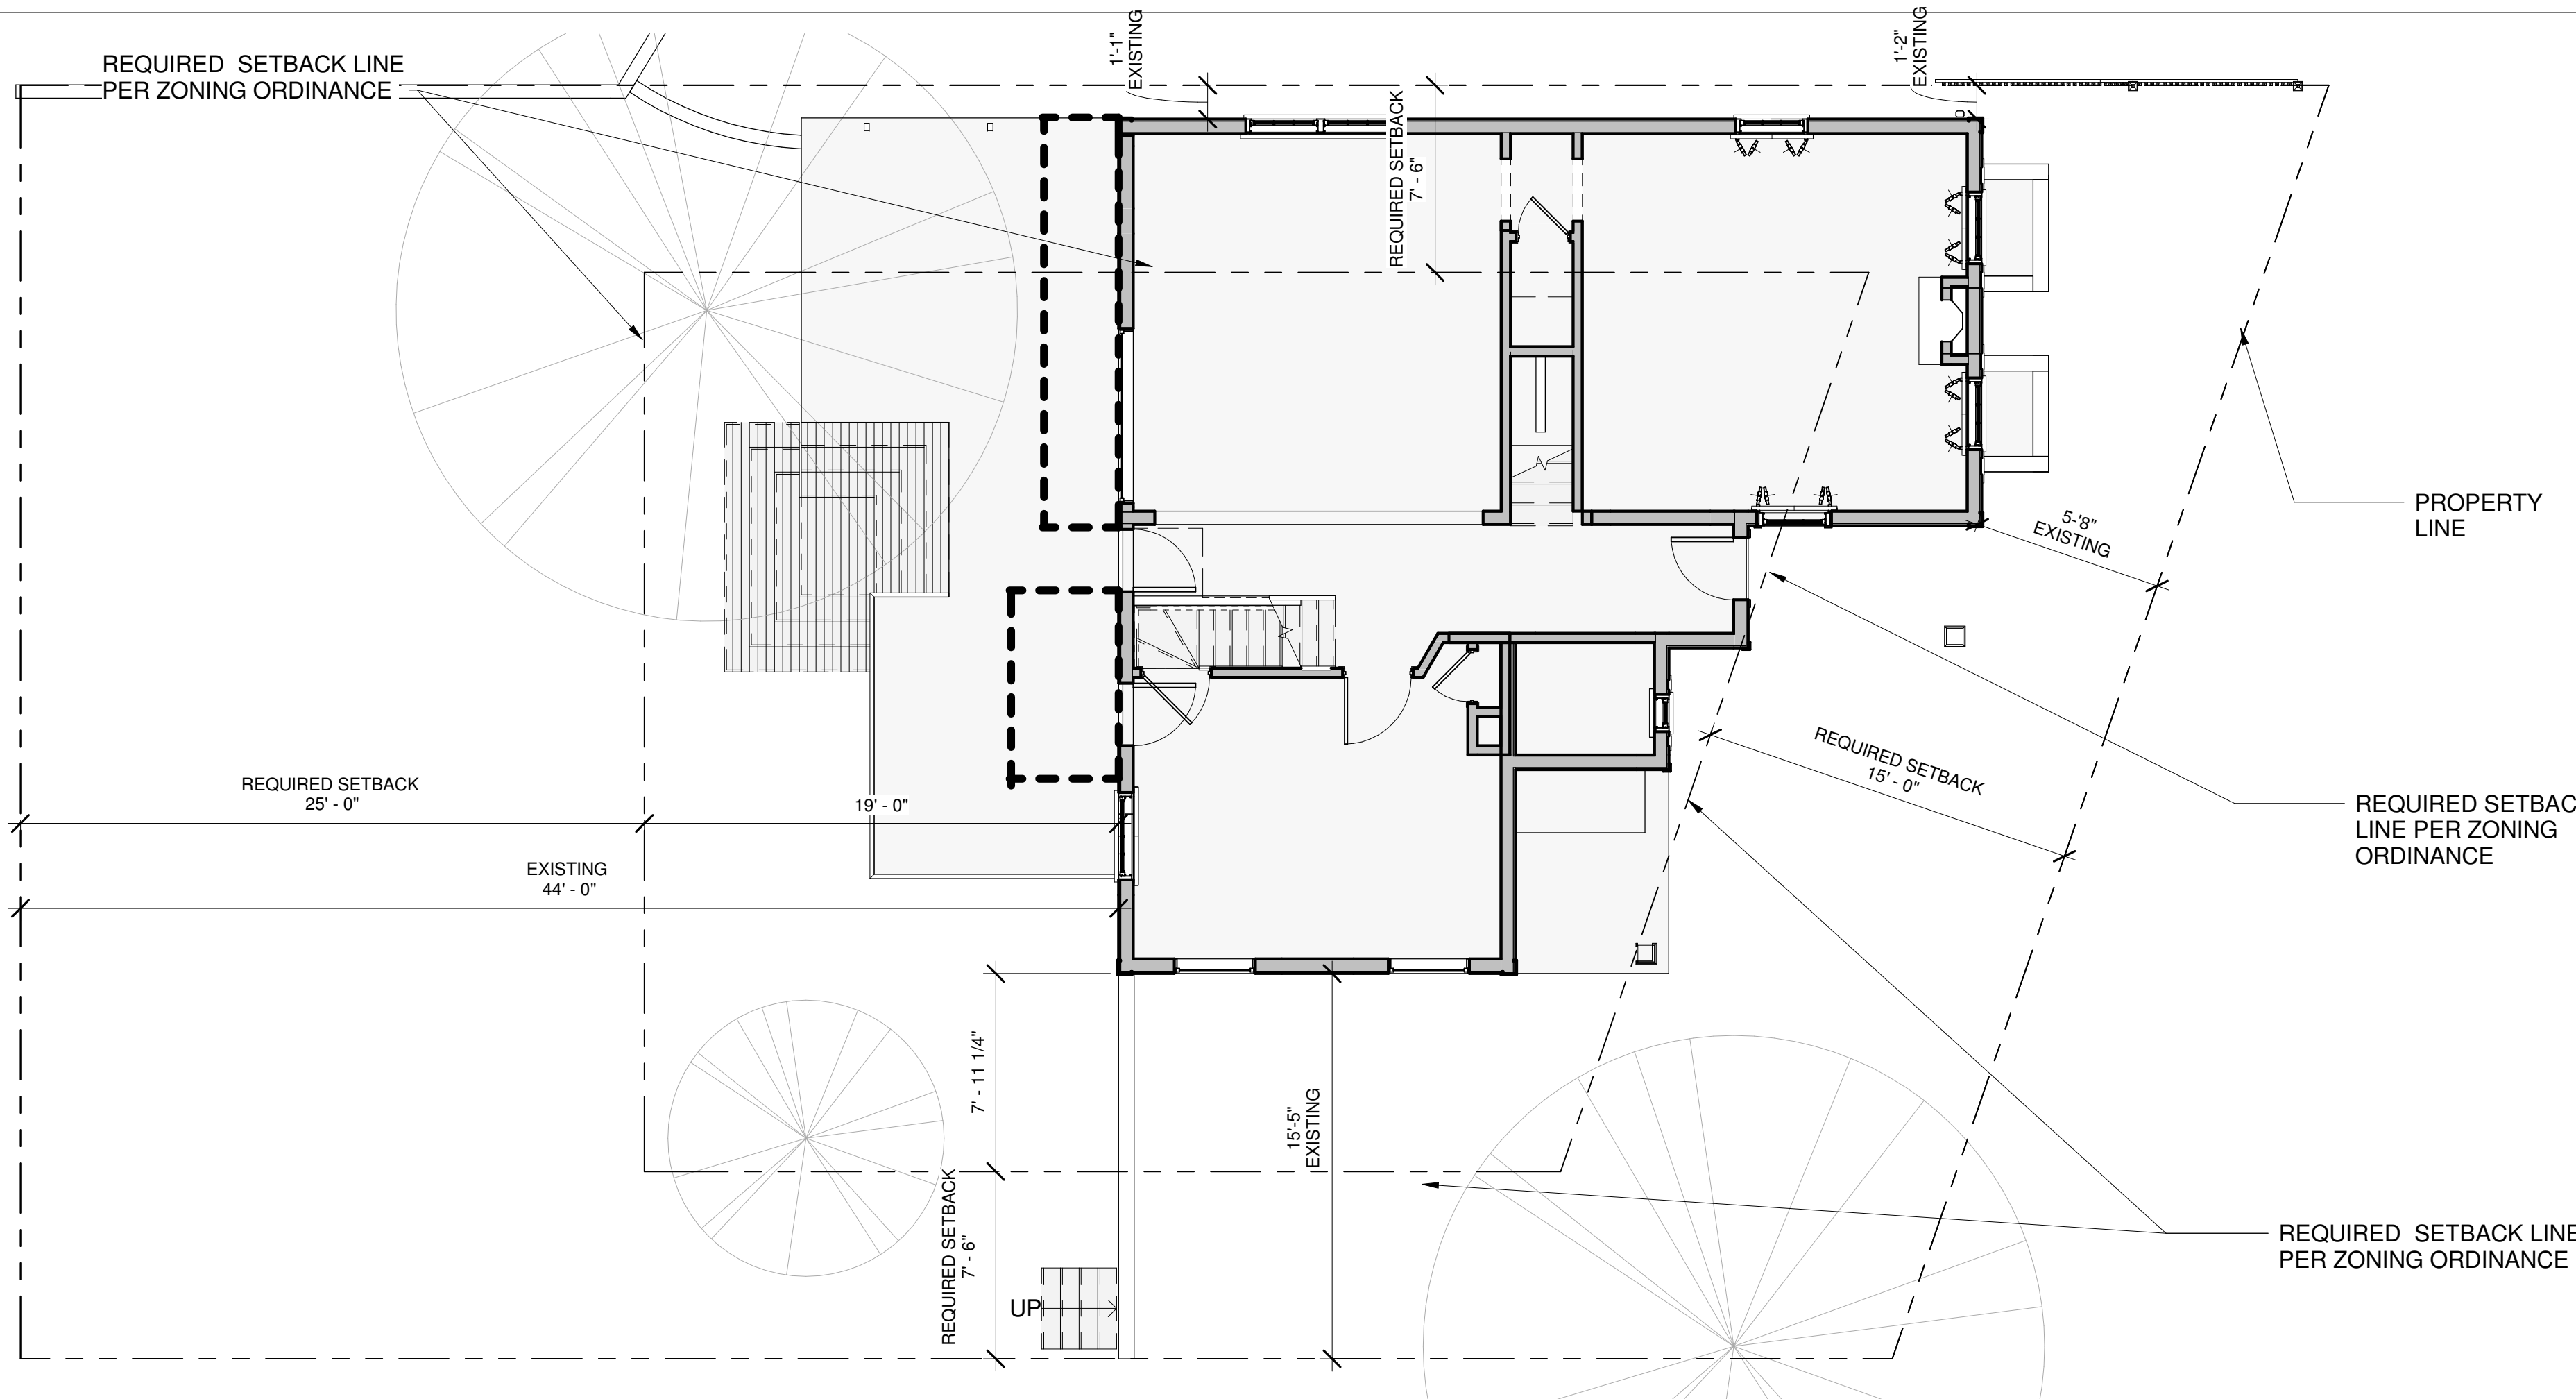 1'-1"
EXISTING
1'-2"
EXISTING
REQUIRED  SETBACK LINE
PER ZONING ORDINANCE
REQUIRED SETBACK
7' - 6"
PROPERTY
LINE
5-'8"
EXISTING
REQUIRED SETBACK
15' - 0"
REQUIRED SETBACK
25' - 0"
19' - 0"
REQUIRED SETBAC
LINE PER ZONING
ORDINANCE
EXISTING
44' - 0"
7' - 11 1/4"
15'-5"
EXISTING
REQUIRED SETBACK
7' - 6"
REQUIRED  SETBACK LINE
PER ZONING ORDINANCE
UP